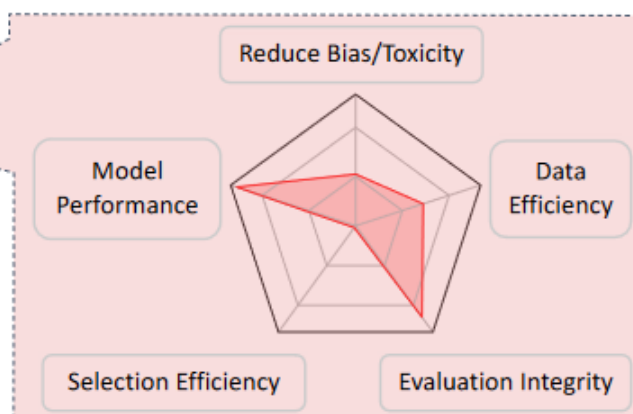 Reduce Bias/Toxicity
Model
Performance
Data
Efficiency
Selection Efficiency
Evaluation Integrity